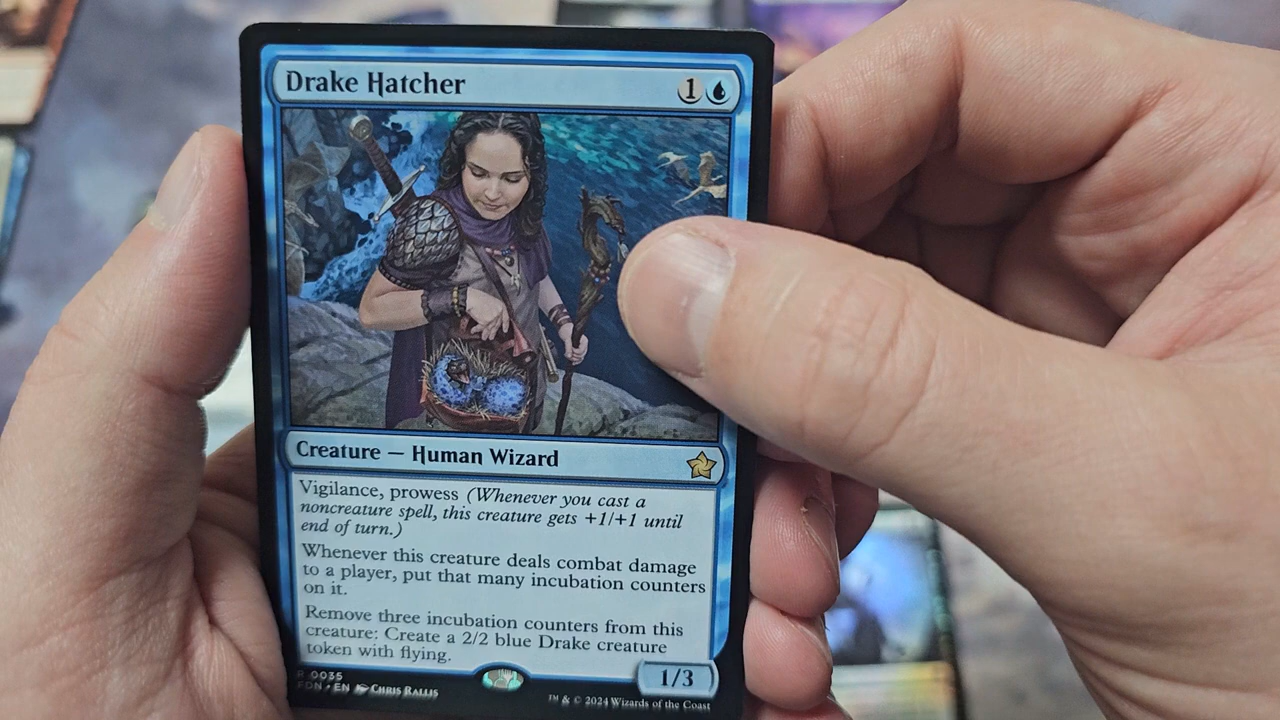 Drake Hatcher 1
Creature — Human Wizard
Vigilance, prowess (Whenever you cast a
noncreature spell, this creature gets +1/+1 until
end of turn.)
Whenever this creature deals combat damage
to a player, put that many incubation counters
on it.
Remove three incubation counters from this
creature: Create a 2/2 blue Drake creature
token with flying.
1/3
R 0035
FDN • EN Chris Rallis
™ & © 2024 Wizards of the Coast